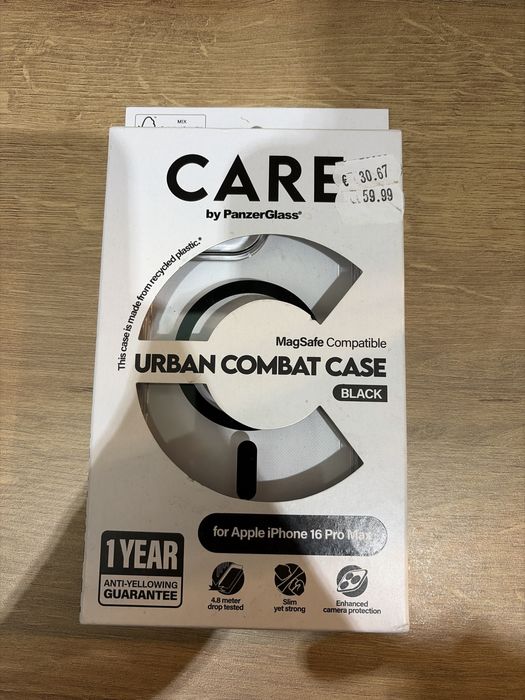 MIX
CARE
by PanzerGlass®
€ 30.67
59.99
This case is made from recycled plastic.*
MagSafe Compatible
URBAN COMBAT CASE
BLACK
for Apple iPhone 16 Pro Max
1 YEAR
ANTI-YELLOWING
GUARANTEE
4.8 meter
drop tested
Slim
yet strong
Enhanced
camera protection